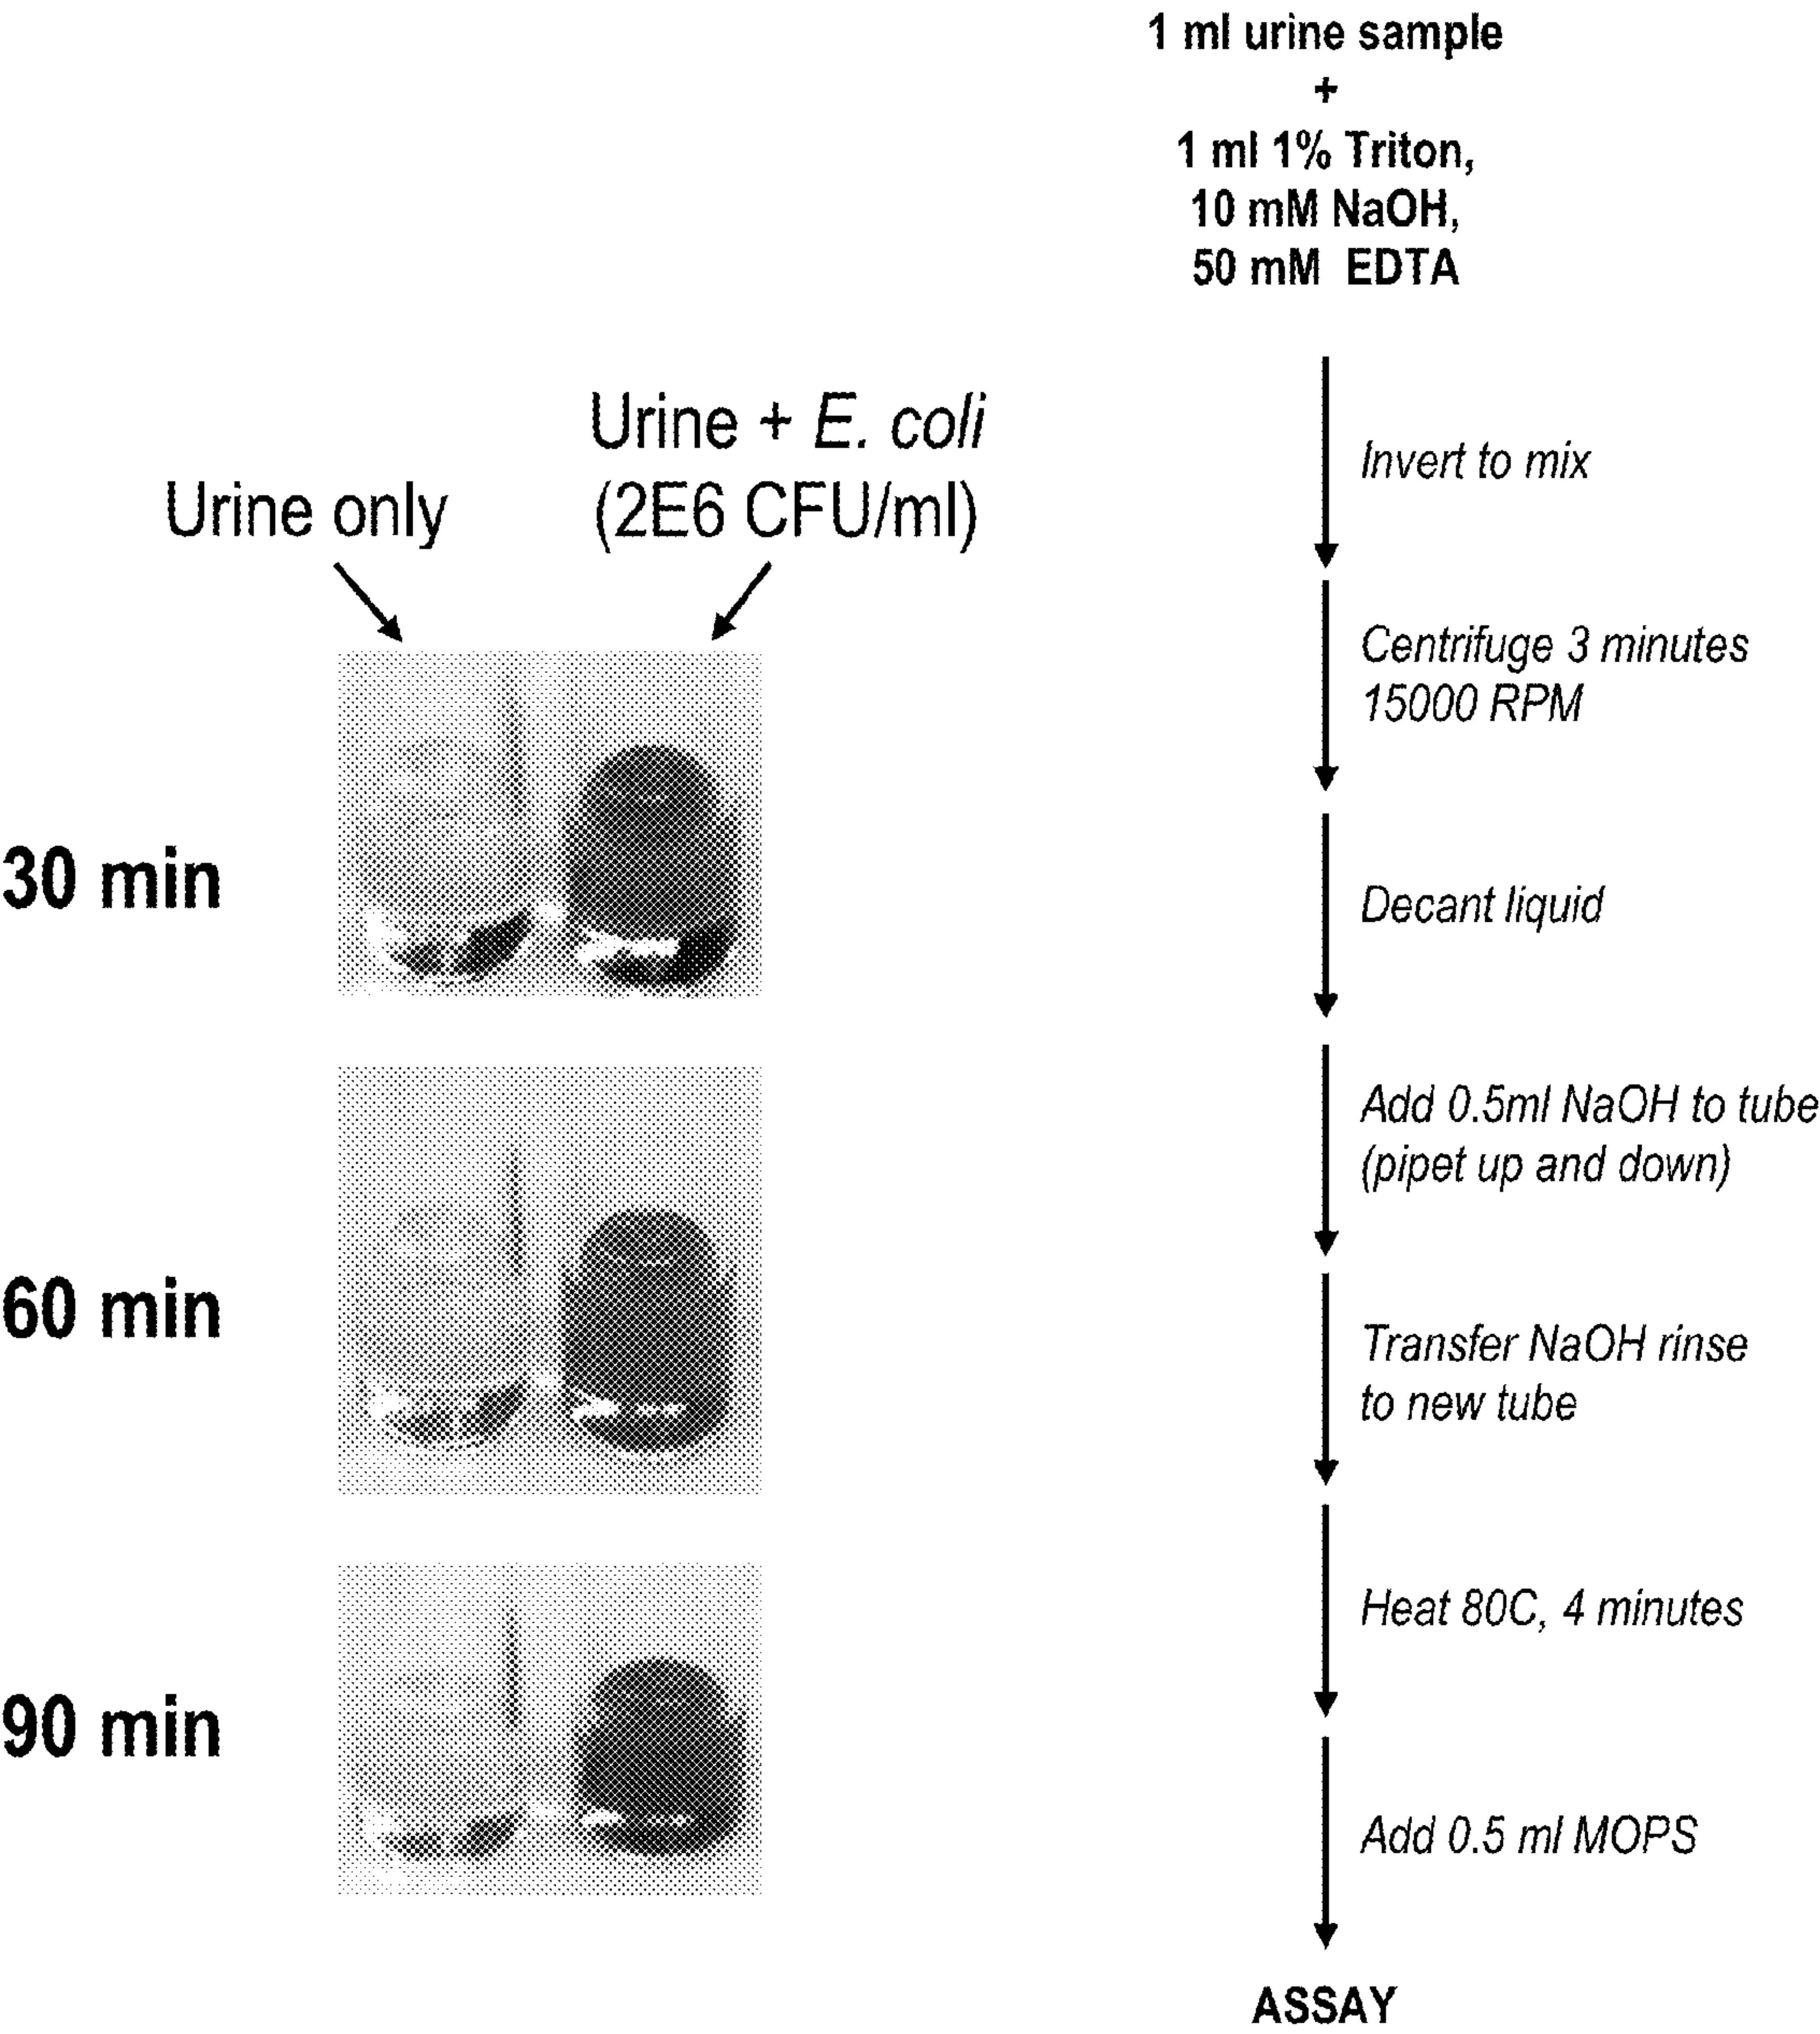 1 ml urine sample
+
1 ml 1% Triton,
10 mM NaOH,
50 mM EDTA
Invert to mix
Centrifuge 3 minutes
15000 RPM
Decant liquid
Add 0.5ml NaOH to tube
(pipet up and down)
Transfer NaOH rinse
to new tube
Heat 80C, 4 minutes
Add 0.5 ml MOPS
ASSAY
Urine only
Urine + E. coli
(2E6 CFU/ml)
30 min
60 min
90 min